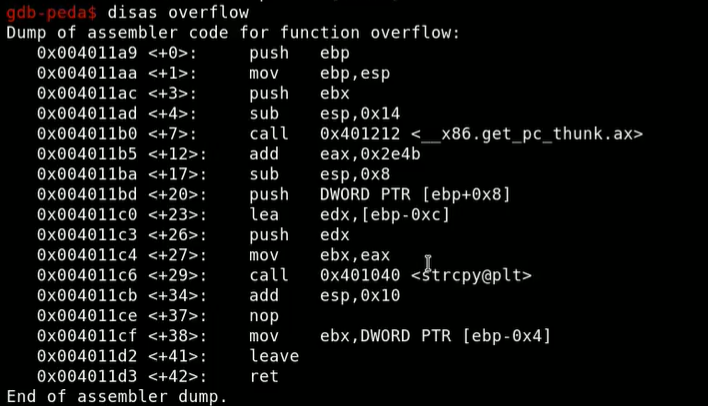 gdb-peda$ disas overflow
Dump of assembler code for function overflow:
   0x004011a9 <+0>:     push   ebp
   0x004011aa <+1>:     mov    ebp,esp
   0x004011ac <+3>:     push   ebx
   0x004011ad <+4>:     sub    esp,0x14
   0x004011b0 <+7>:     call   0x401212 <__x86.get_pc_thunk.ax>
   0x004011b5 <+12>:    add    eax,0x2e4b
   0x004011ba <+17>:    sub    esp,0x8
   0x004011bd <+20>:    push   DWORD PTR [ebp+0x8]
   0x004011c0 <+23>:    lea    edx,[ebp-0xc]
   0x004011c3 <+26>:    push   edx
   0x004011c4 <+27>:    mov    ebx,eax
   0x004011c6 <+29>:    call   0x401040 <strcpy@plt>
   0x004011cb <+34>:    add    esp,0x10
   0x004011ce <+37>:    nop
   0x004011cf <+38>:    mov    ebx,DWORD PTR [ebp-0x4]
   0x004011d2 <+41>:    leave
   0x004011d3 <+42>:    ret
End of assembler dump.